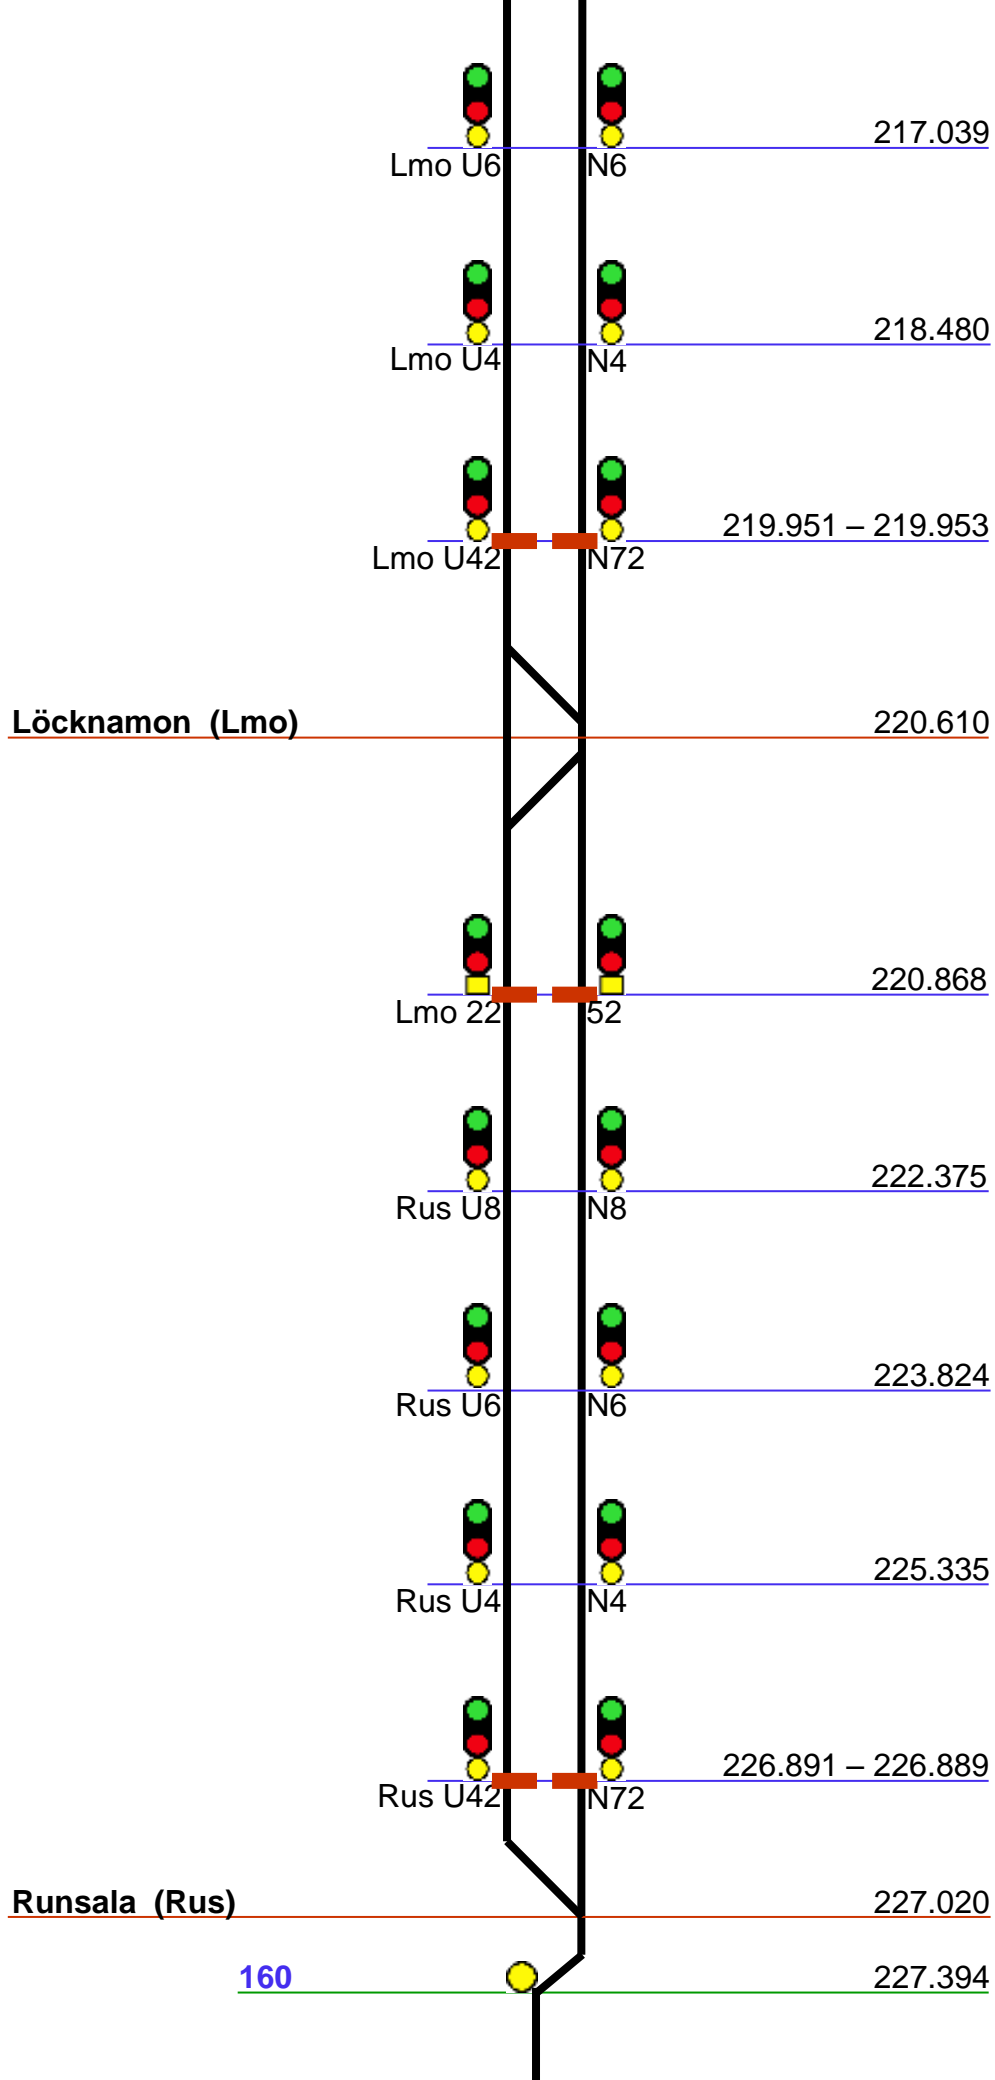 217.039
Lmo U6 N6
218.480
Lmo U4 N4
219.951 – 219.953
Lmo U42 N72
Löcknamon (Lmo) 220.610
220.868
Lmo 22 52
222.375
Rus U8 N8
223.824
Rus U6 N6
225.335
Rus U4 N4
226.891 – 226.889
Rus U42 N72
Runsala (Rus) 227.020
160 227.394